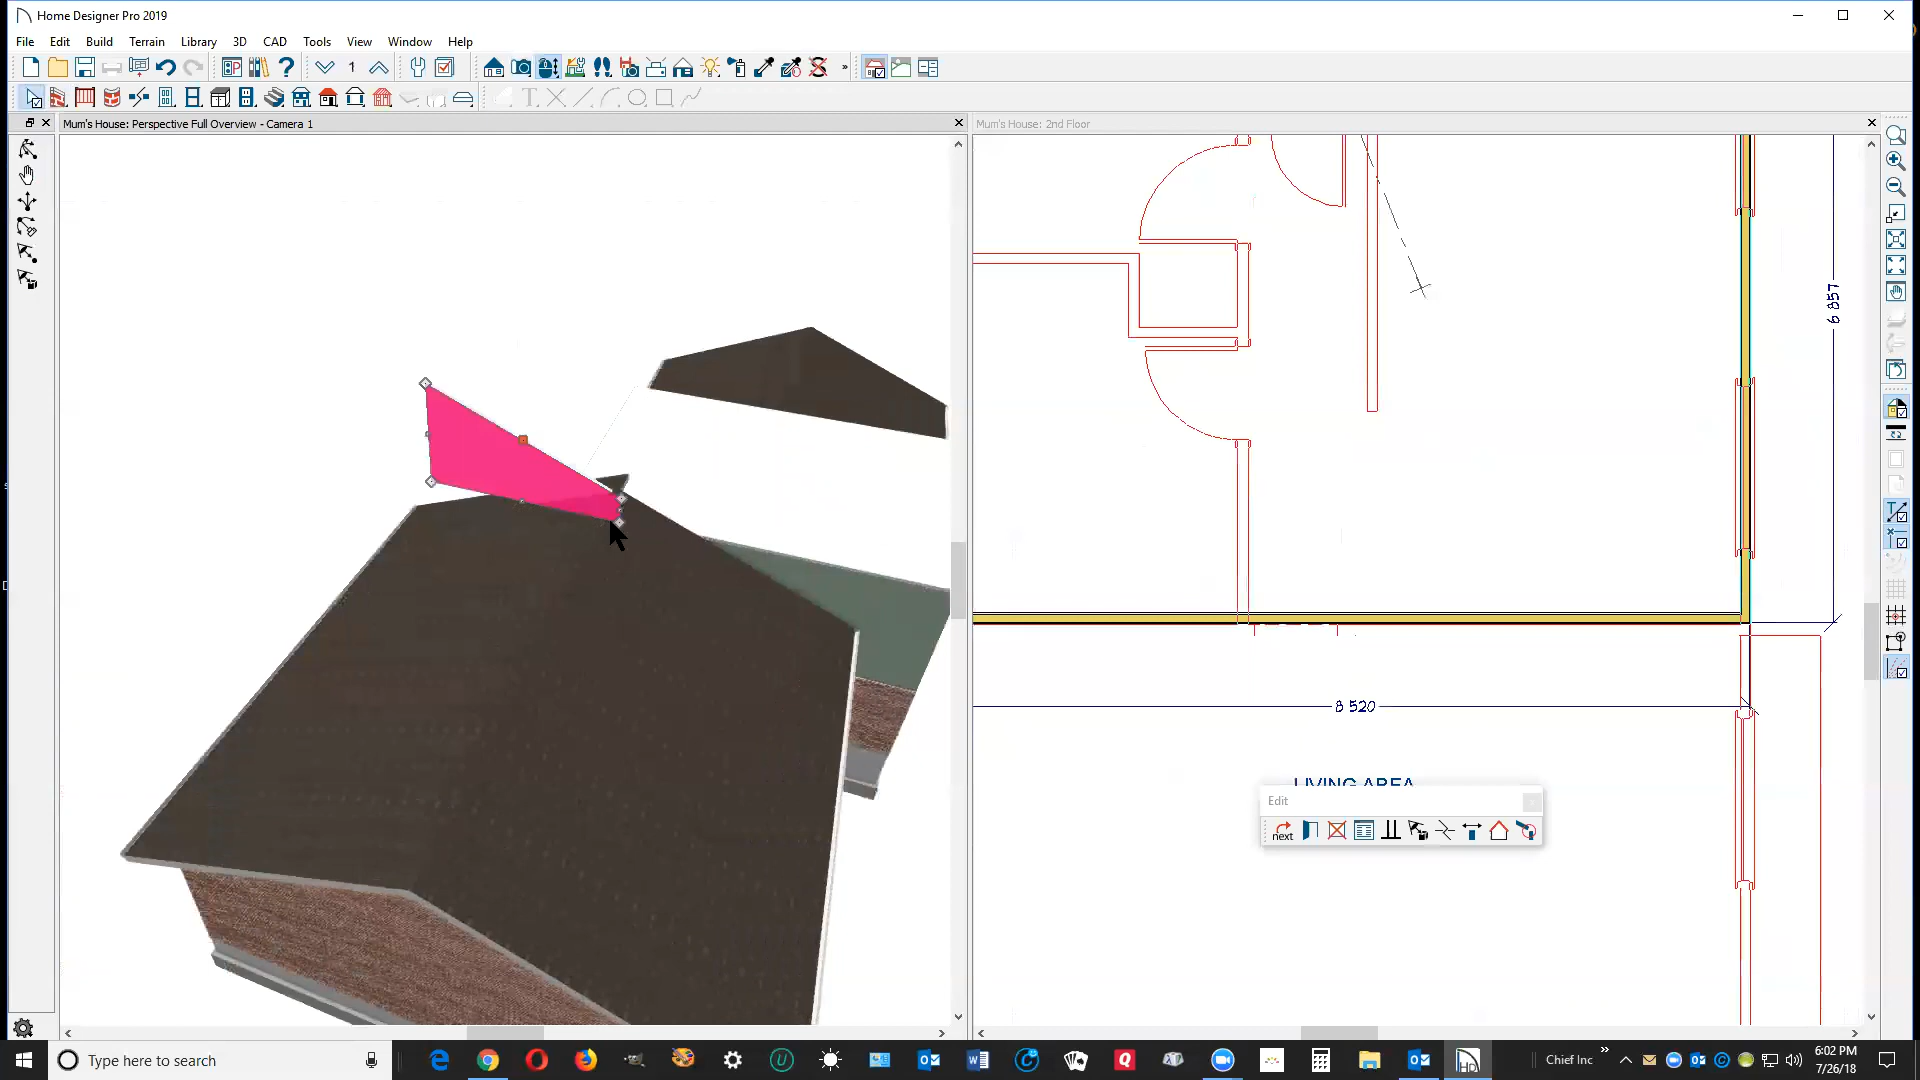 Home Designer Pro 2019
File Edit Build Terrain Library 3D CAD Tools View Window Help
1
Mum's House: Perspective Full Overview - Camera 1
Mum's House: 2nd Floor
6 857
8 520
LIVING AREA
Edit
next
Type here to search
Chief Inc
6:02 PM
7/26/18